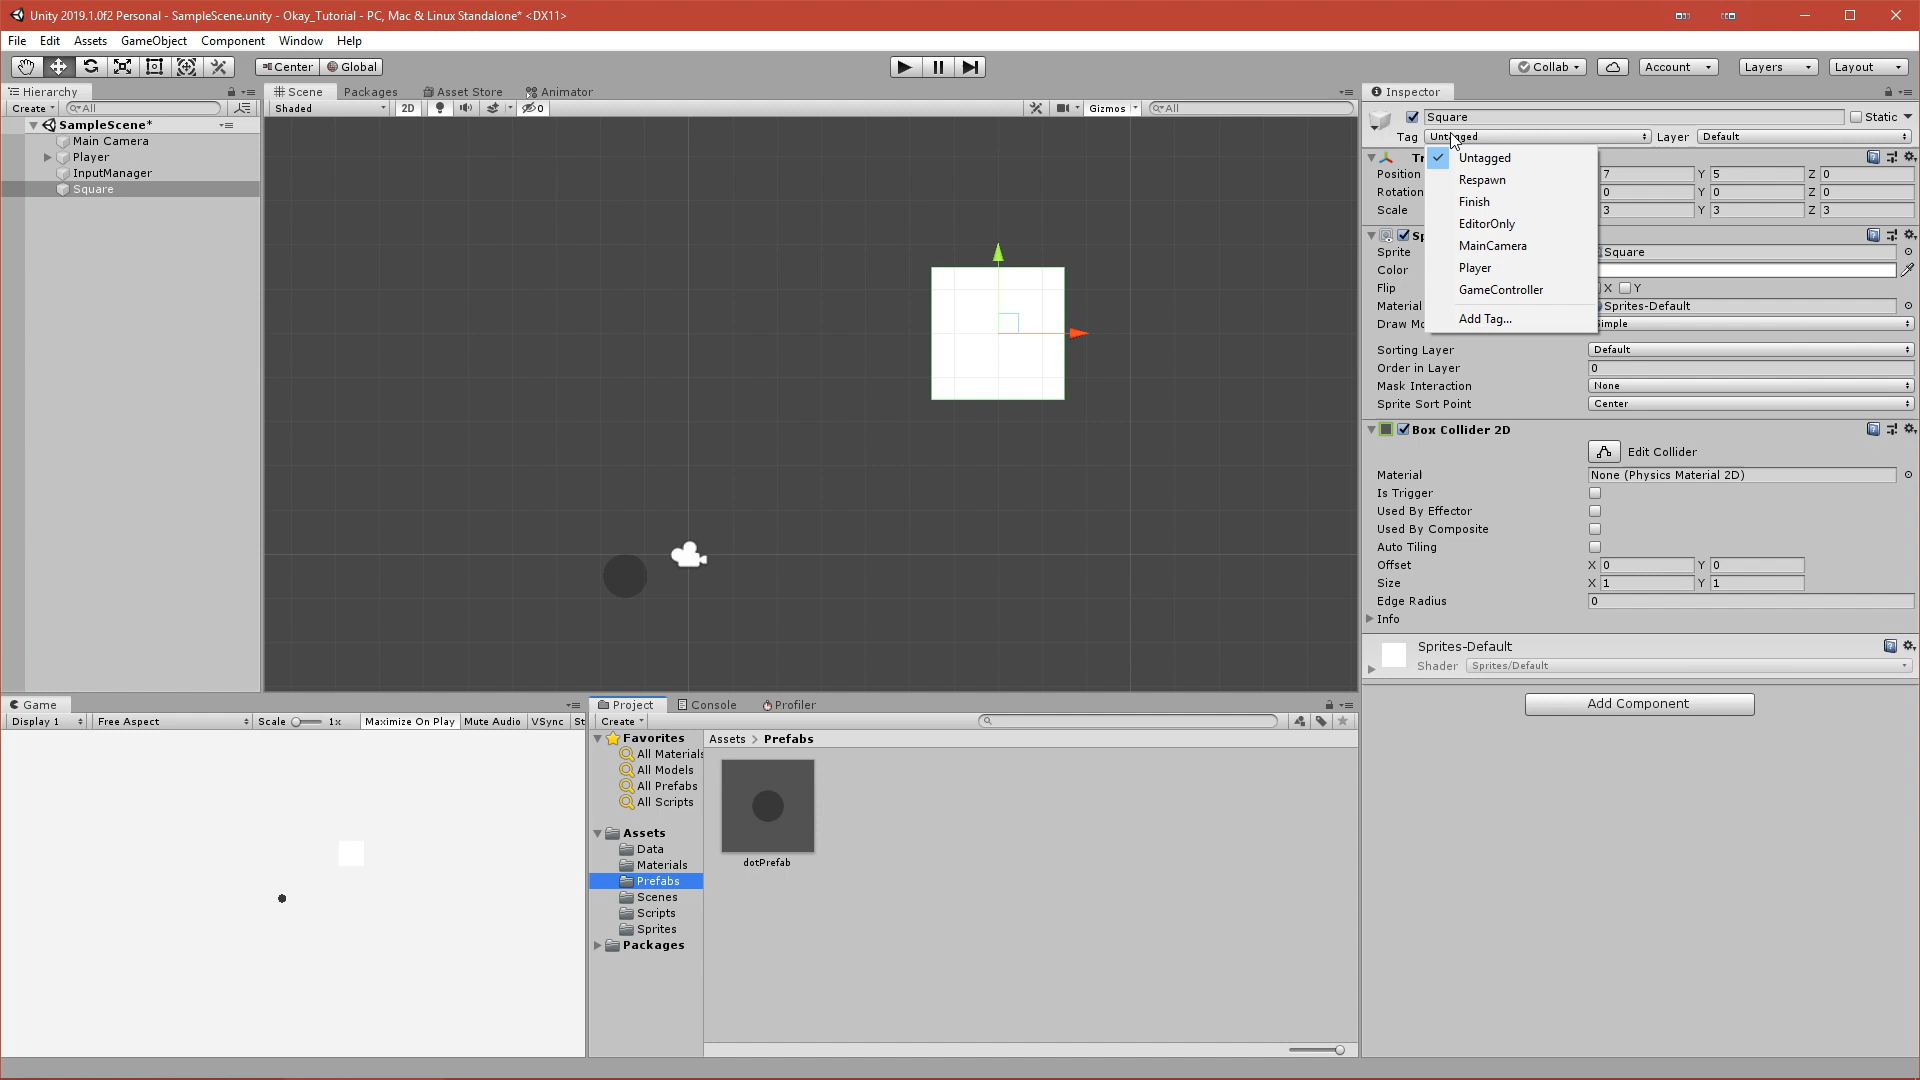 Unity 2019.1.0f2 Personal - SampleScene.unity - Okay_Tutorial - PC, Mac & Linux Standalone* <DX11>
File Edit Assets GameObject Component Window Help
Center Global Collab Account Layers Layout
Hierarchy
Create All
SampleScene*
Main Camera
Player
InputManager
Square
Scene Packages Asset Store Animator
Shaded 2D 0 Gizmos All
Inspector
Square Static
Tag Untagged Layer Default
Untagged
Respawn
Finish
EditorOnly
MainCamera
Player
GameController
Add Tag...
Position 7 Y 5 Z 0
Rotation 0 Y 0 Z 0
Scale 3 Y 3 Z 3
Sprite Square
Color
Flip X Y
Material Sprites-Default
Draw Mo Simple
Sorting Layer Default
Order in Layer 0
Mask Interaction None
Sprite Sort Point Center
Box Collider 2D
Edit Collider
Material None (Physics Material 2D)
Is Trigger
Used By Effector
Used By Composite
Auto Tiling
Offset X 0 Y 0
Size X 1 Y 1
Edge Radius 0
Info
Sprites-Default
Shader Sprites/Default
Add Component
Game
Display 1 Free Aspect Scale 1x Maximize On Play Mute Audio VSync St
Project Console Profiler
Create
Favorites
All Materials
All Models
All Prefabs
All Scripts
Assets
Data
Materials
Prefabs
Scenes
Scripts
Sprites
Packages
Assets > Prefabs
dotPrefab